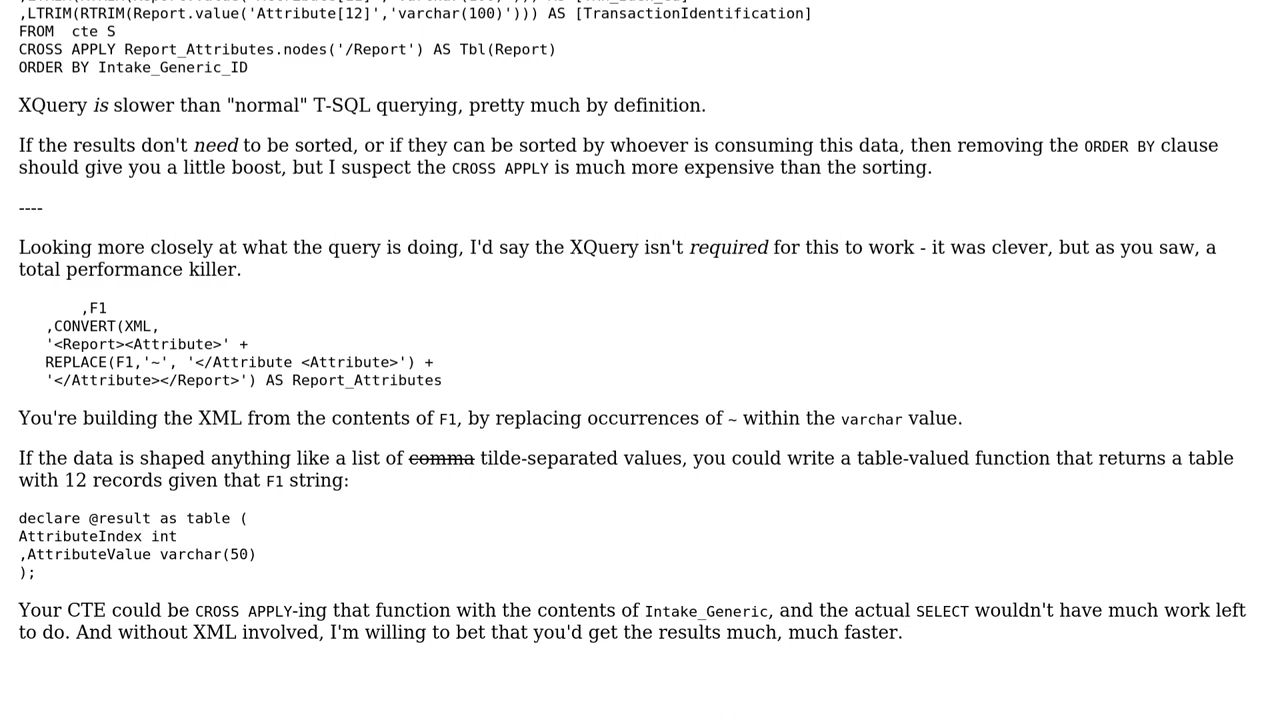 ,LTRIM(RTRIM(Report.value('Attribute[12]','varchar(100)'))) AS [TransactionIdentification]
FROM  cte S
CROSS APPLY Report_Attributes.nodes('/Report') AS Tbl(Report)
ORDER BY Intake_Generic_ID
XQuery is slower than "normal" T-SQL querying, pretty much by definition.
If the results don't need to be sorted, or if they can be sorted by whoever is consuming this data, then removing the ORDER BY clause
should give you a little boost, but I suspect the CROSS APPLY is much more expensive than the sorting.
----
Looking more closely at what the query is doing, I'd say the XQuery isn't required for this to work - it was clever, but as you saw, a
total performance killer.
,F1
,CONVERT(XML,
'<Report><Attribute>' +
REPLACE(F1,'~', '</Attribute <Attribute>') +
'</Attribute></Report>') AS Report_Attributes
You're building the XML from the contents of F1, by replacing occurrences of ~ within the varchar value.
If the data is shaped anything like a list of comma tilde-separated values, you could write a table-valued function that returns a table
with 12 records given that F1 string:
declare @result as table (
AttributeIndex int
,AttributeValue varchar(50)
);
Your CTE could be CROSS APPLY-ing that function with the contents of Intake_Generic, and the actual SELECT wouldn't have much work left
to do. And without XML involved, I'm willing to bet that you'd get the results much, much faster.